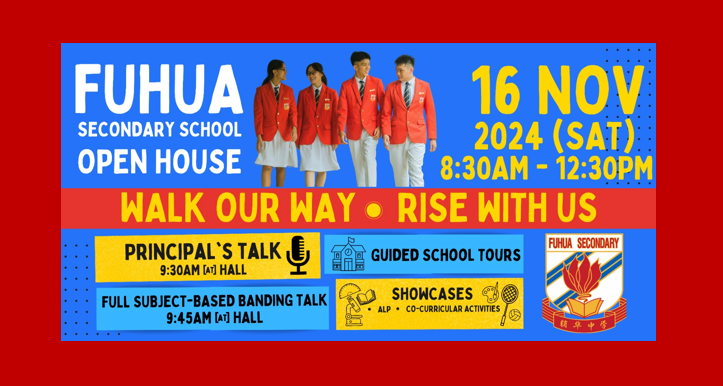 FUHUA
SECONDARY SCHOOL
OPEN HOUSE
16 NOV
2024 (SAT)
8:30AM - 12:30PM
WALK OUR WAY • RISE WITH US
PRINCIPAL'S TALK
9:30AM [AT] HALL
GUIDED SCHOOL TOURS
FULL SUBJECT-BASED BANDING TALK
9:45AM [AT] HALL
SHOWCASES
• ALP • CO-CURRICULAR ACTIVITIES
FUHUA SECONDARY
中学